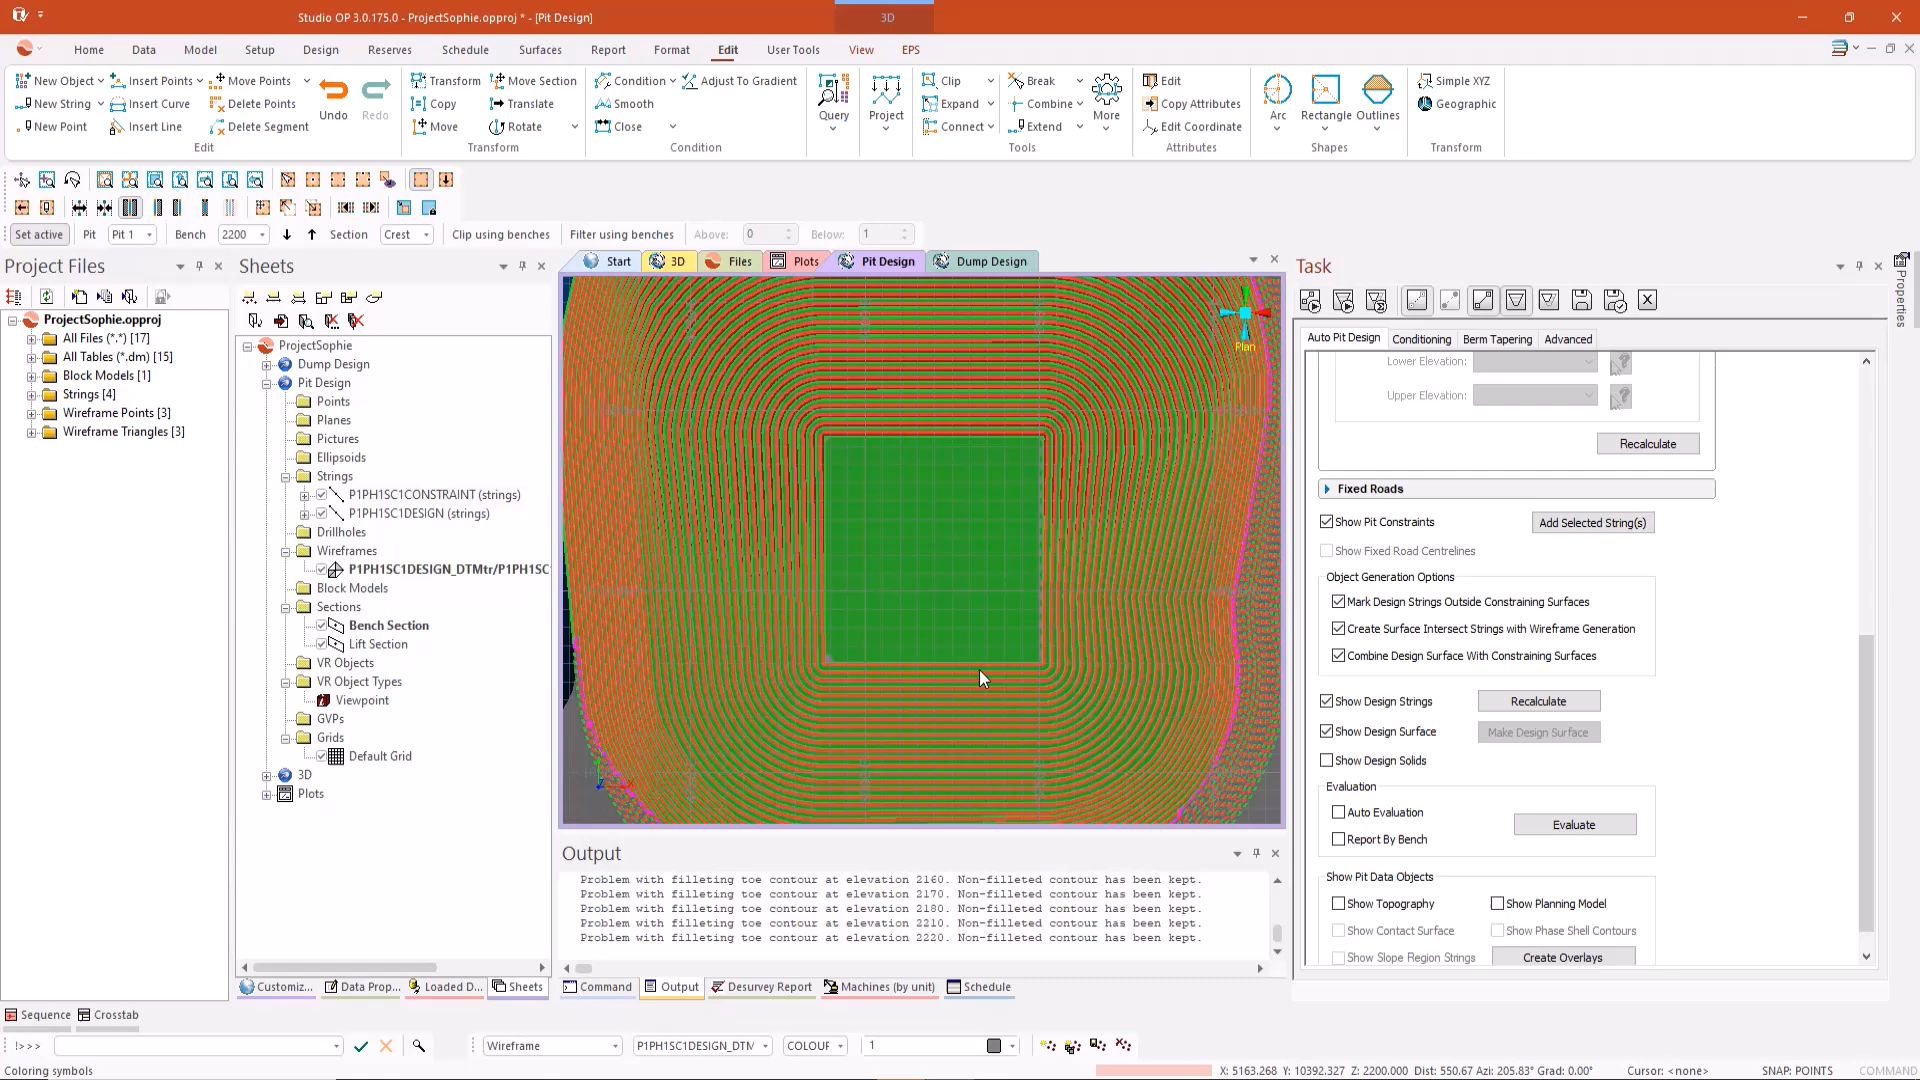 Studio OP 3.0.175.0 - ProjectSophie.opproj * - [Pit Design]
3D
Home Data Model Setup Design Reserves Schedule Surfaces Report Format Edit User Tools View EPS
New Object Insert Points Move Points
New String Insert Curve Delete Points
New Point Insert Line Delete Segment
Undo Redo
Edit
Transform Move Section
Copy Translate
Move Rotate
Transform
Condition Adjust To Gradient
Smooth
Close
Condition
Query Project
Clip Break
Expand Combine
Connect Extend
More
Tools
Edit
Copy Attributes
Edit Coordinate
Attributes
Arc Rectangle Outlines
Shapes
Simple XYZ
Geographic
Transform
Set active Pit Pit 1 Bench 2200 Section Crest Clip using benches Filter using benches Above: 0 Below: 1
Project Files
ProjectSophie.opproj
All Files (*.*) [17]
All Tables (*.dm) [15]
Block Models [1]
Strings [4]
Wireframe Points [3]
Wireframe Triangles [3]
Sheets
ProjectSophie
Dump Design
Pit Design
Points
Planes
Pictures
Ellipsoids
Strings
P1PH1SC1CONSTRAINT (strings)
P1PH1SC1DESIGN (strings)
Drillholes
Wireframes
P1PH1SC1DESIGN_DTMtr/P1PH1SC
Block Models
Sections
Bench Section
Lift Section
VR Objects
VR Object Types
Viewpoint
GVPs
Grids
Default Grid
3D
Plots
Customiz... Data Prop... Loaded D... Sheets
Start 3D Files Plots Pit Design Dump Design
Plan
Output
Problem with filleting toe contour at elevation 2160. Non-filleted contour has been kept.
Problem with filleting toe contour at elevation 2170. Non-filleted contour has been kept.
Problem with filleting toe contour at elevation 2180. Non-filleted contour has been kept.
Problem with filleting toe contour at elevation 2210. Non-filleted contour has been kept.
Problem with filleting toe contour at elevation 2220. Non-filleted contour has been kept.
Command Output Desurvey Report Machines (by unit) Schedule
Task
Properties
Auto Pit Design Conditioning Berm Tapering Advanced
Lower Elevation:
Upper Elevation:
Recalculate
Fixed Roads
Show Pit Constraints Add Selected String(s)
Show Fixed Road Centrelines
Object Generation Options
Mark Design Strings Outside Constraining Surfaces
Create Surface Intersect Strings with Wireframe Generation
Combine Design Surface With Constraining Surfaces
Show Design Strings Recalculate
Show Design Surface Make Design Surface
Show Design Solids
Evaluation
Auto Evaluation Evaluate
Report By Bench
Show Pit Data Objects
Show Topography Show Planning Model
Show Contact Surface Show Phase Shell Contours
Show Slope Region Strings Create Overlays
Sequence Crosstab
!>>> Wireframe P1PH1SC1DESIGN_DTM COLOUR 1
Coloring symbols X: 5163.268 Y: 10392.327 Z: 2200.000 Dist: 550.67 Azi: 205.83° Grad: 0.00° Cursor: <none> SNAP: POINTS COMMAND